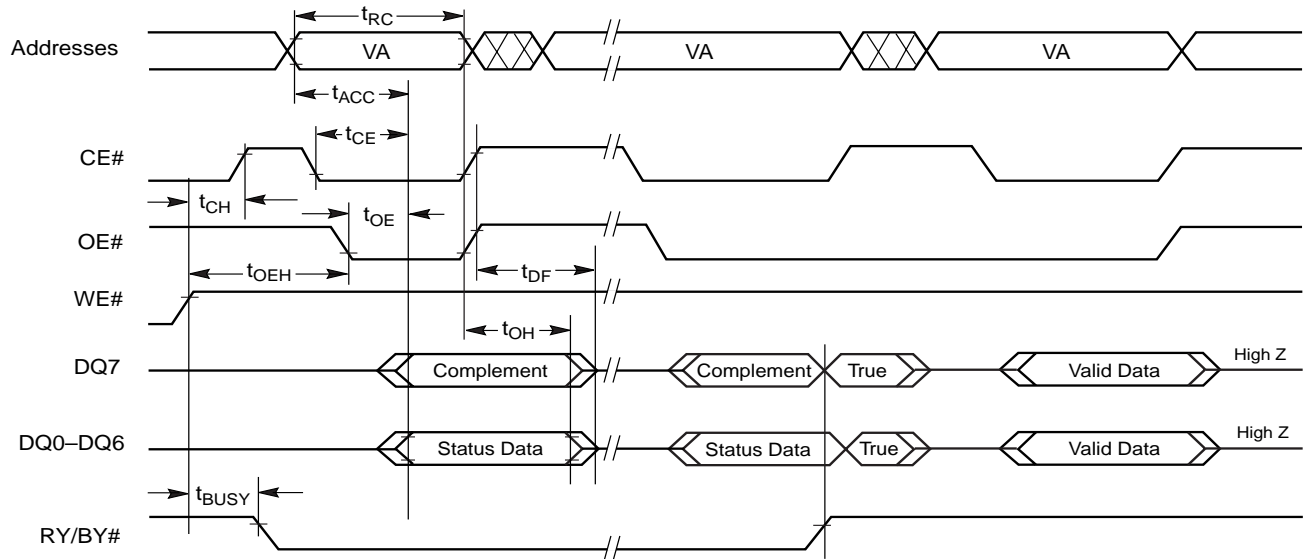 tRC
Addresses VA VA VA
tACC
tCE
CE#
tCH tOE
OE#
tOEH tDF
WE#
tOH
DQ7 Complement Complement True Valid Data High Z
DQ0–DQ6 Status Data Status Data True Valid Data High Z
tBUSY
RY/BY#